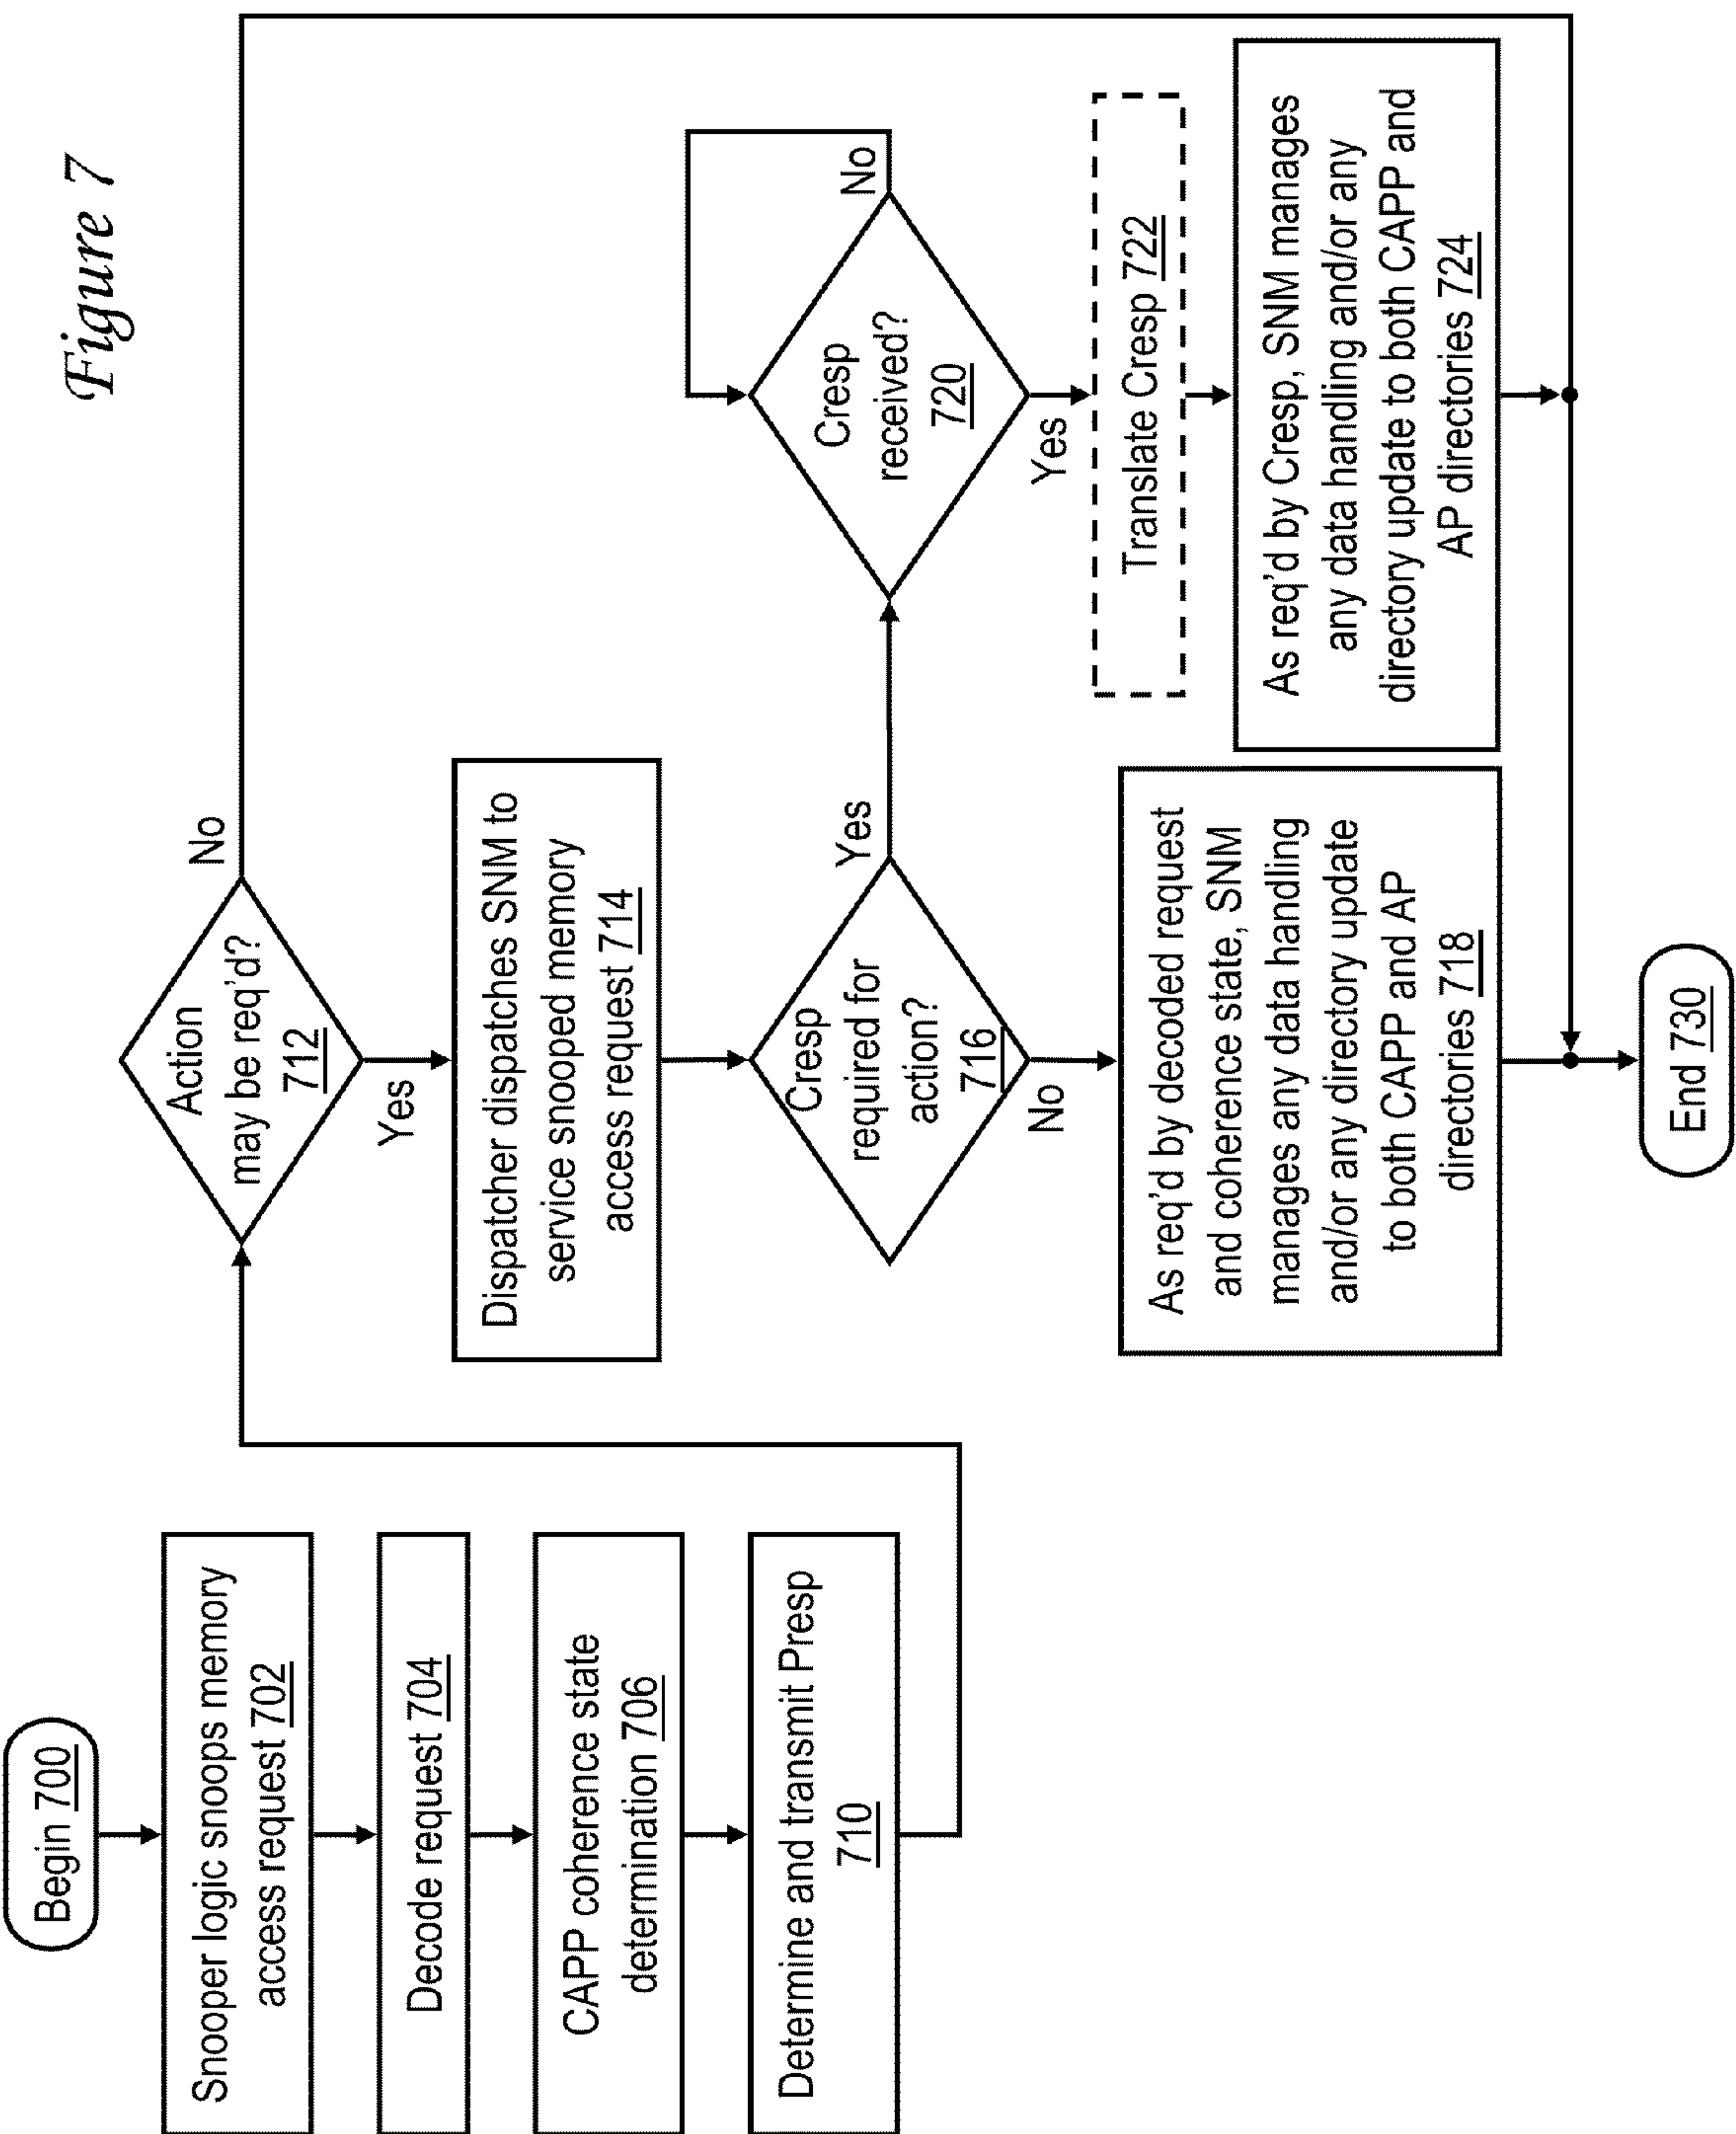 Figure 7
Begin 700
Snooper logic snoops memory
access request 702
Decode request 704
CAPP coherence state
determination 706
Determine and transmit Presp
710
Action
may be req'd?
712
No
Yes
Dispatcher dispatches SNM to
service snooped memory
access request 714
Cresp
required for
action?
716
Yes
No
As req'd by decoded request
and coherence state, SNM
manages any data handling
and/or any directory update
to both CAPP and AP
directories 718
Cresp
received?
720
No
Yes
Translate Cresp 722
As req'd by Cresp, SNM manages
any data handling and/or any
directory update to both CAPP and
AP directories 724
End 730